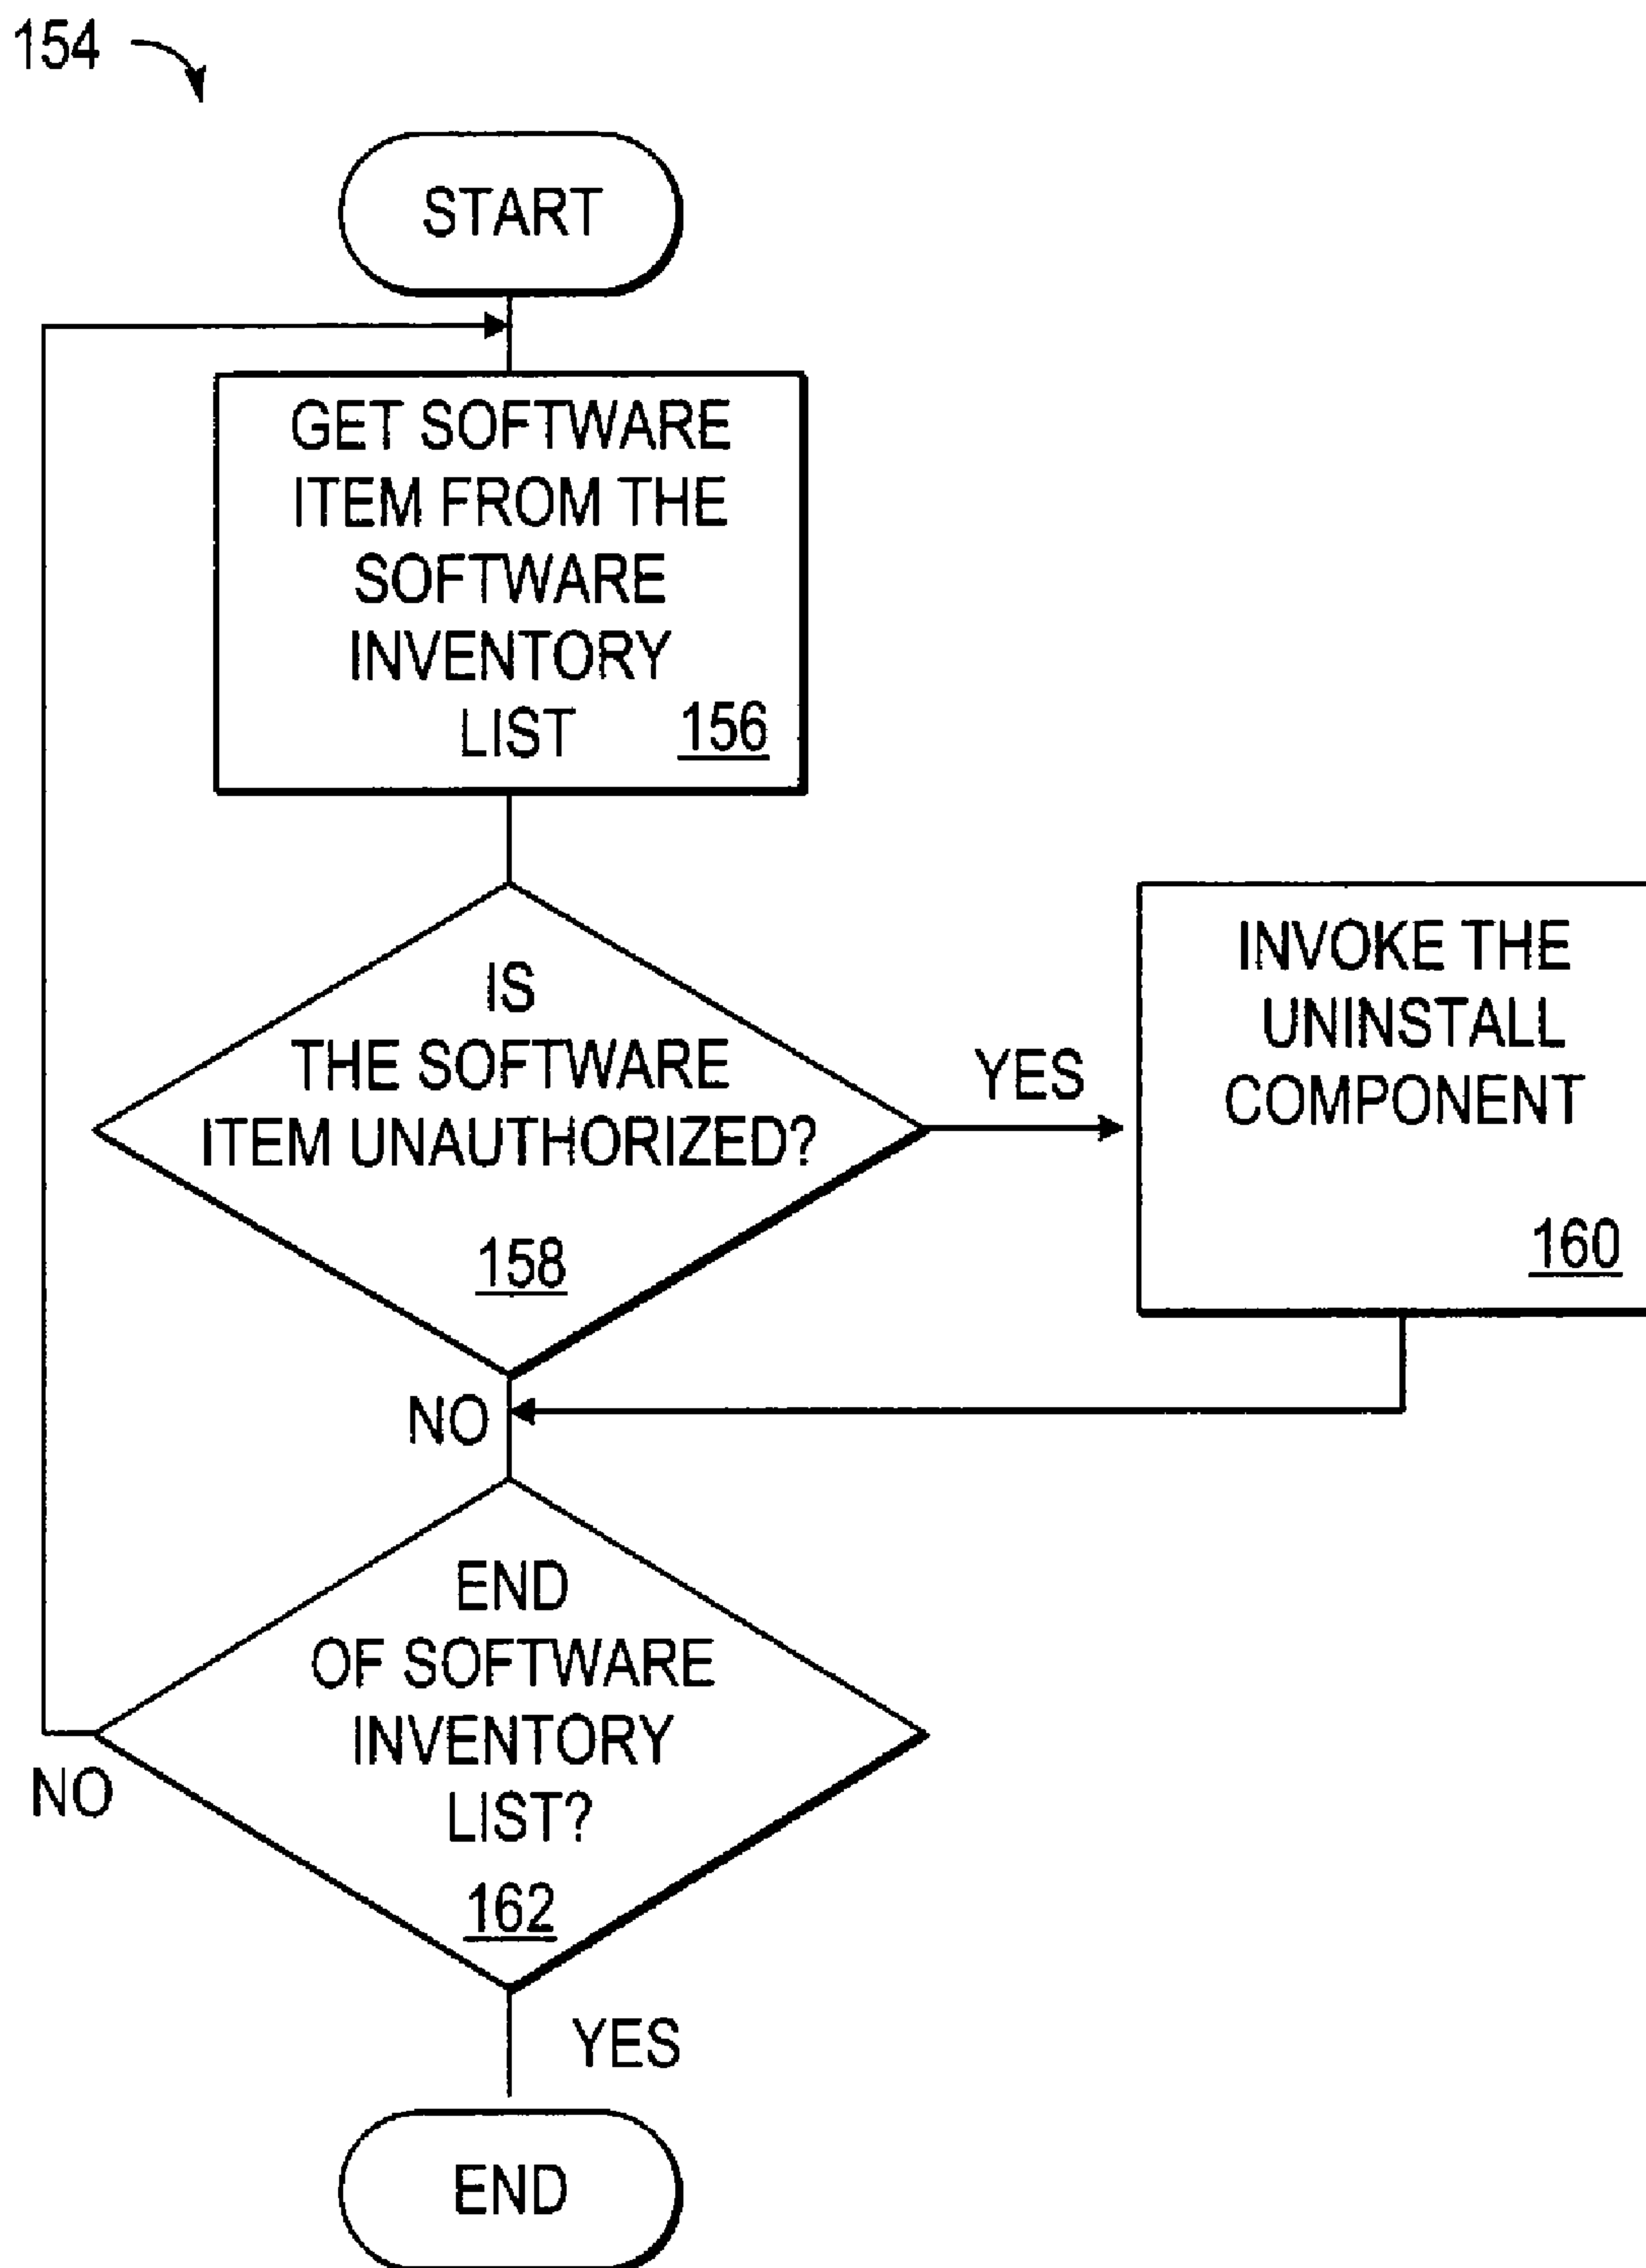 154
START
GET SOFTWARE
ITEM FROM THE
SOFTWARE
INVENTORY
LIST 156
IS
THE SOFTWARE
ITEM UNAUTHORIZED?
158
YES
INVOKE THE
UNINSTALL
COMPONENT
160
NO
END
OF SOFTWARE
INVENTORY
LIST?
162
NO
YES
END